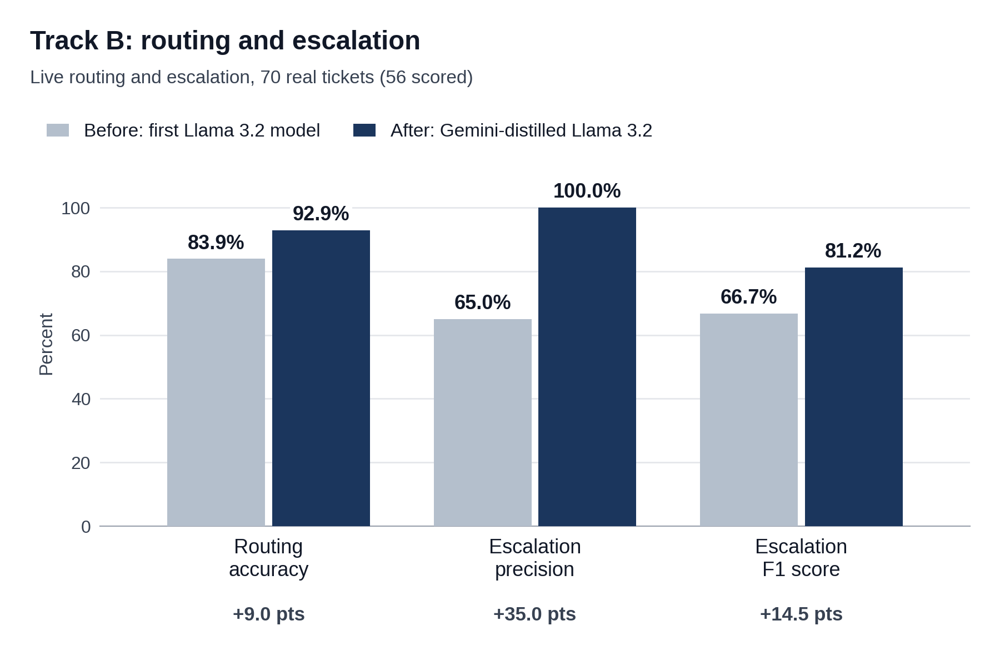 Track B: routing and escalation
Live routing and escalation, 70 real tickets (56 scored)
Before: first Llama 3.2 model
After: Gemini-distilled Llama 3.2
Percent
100
80
60
40
20
0
83.9%
92.9%
65.0%
100.0%
66.7%
81.2%
Routing
accuracy
Escalation
precision
Escalation
F1 score
+9.0 pts
+35.0 pts
+14.5 pts